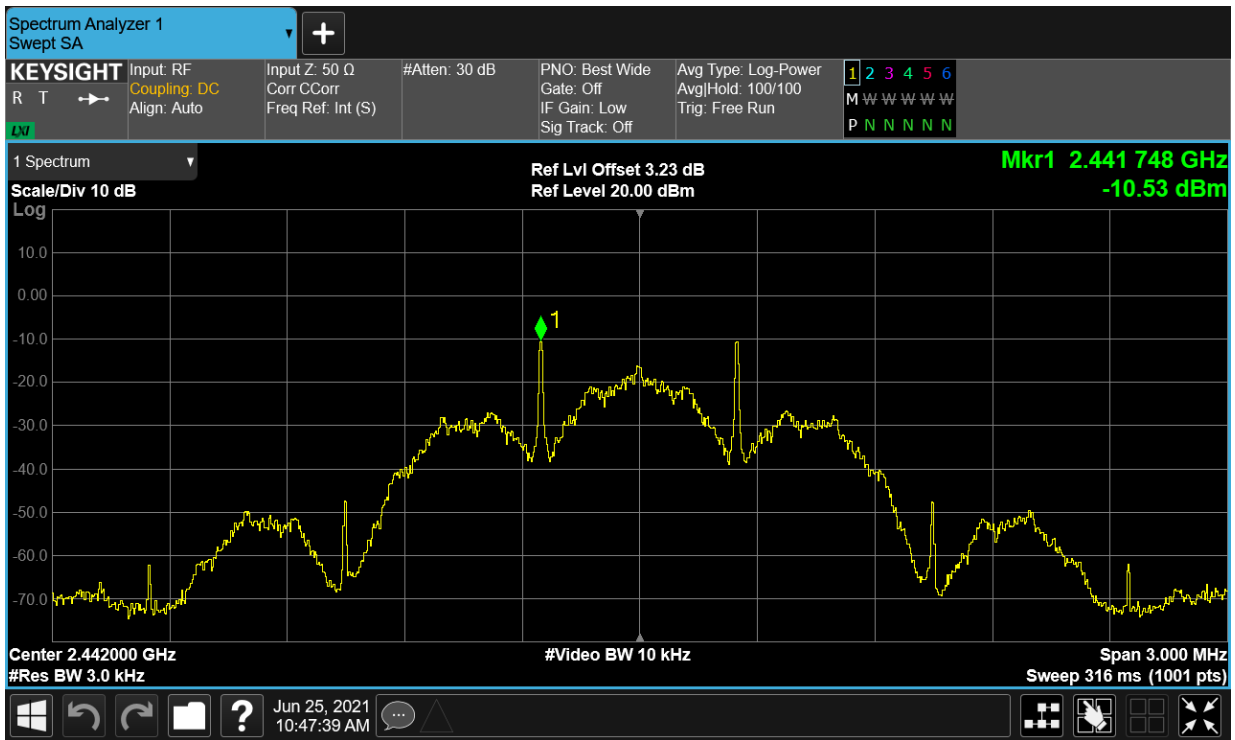 Spectrum Analyzer 1
Swept SA
KEYSIGHT
R T
LXI
Input: RF
Coupling: DC
Align: Auto
Input Z: 50 Ω
Corr CCorr
Freq Ref: Int (S)
#Atten: 30 dB
PNO: Best Wide
Gate: Off
IF Gain: Low
Sig Track: Off
Avg Type: Log-Power
Avg|Hold: 100/100
Trig: Free Run
1 2 3 4 5 6
M W W W W W
P N N N N N
1 Spectrum
Scale/Div 10 dB
Log
Ref Lvl Offset 3.23 dB
Ref Level 20.00 dBm
Mkr1 2.441 748 GHz
-10.53 dBm
10.0
0.00
-10.0
-20.0
-30.0
-40.0
-50.0
-60.0
-70.0
1
Center 2.442000 GHz
#Video BW 10 kHz
Span 3.000 MHz
#Res BW 3.0 kHz
Sweep 316 ms (1001 pts)
?
Jun 25, 2021
10:47:39 AM